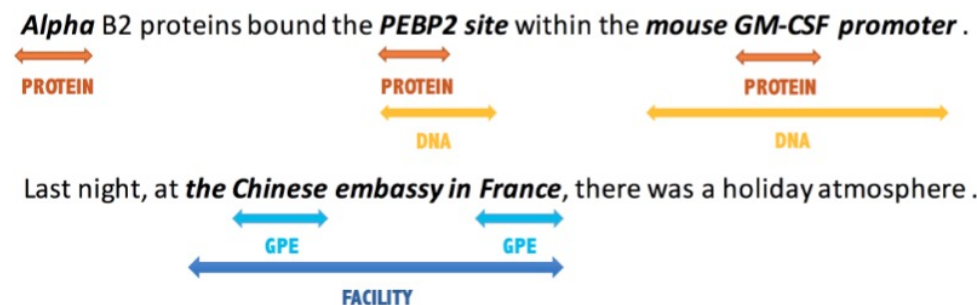 Alpha B2 proteins bound the PEBP2 site within the mouse GM-CSF promoter .
PROTEIN PROTEIN PROTEIN
DNA DNA
Last night, at the Chinese embassy in France, there was a holiday atmosphere .
GPE GPE
FACILITY